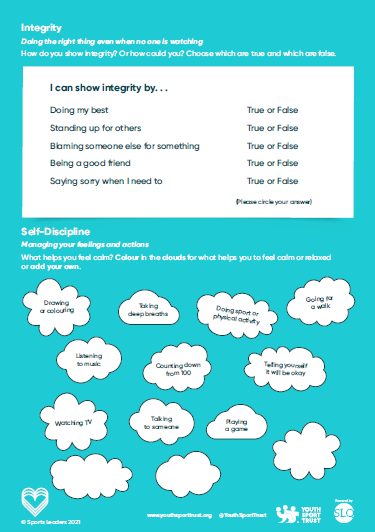 Integrity
Doing the right thing even when no one is watching
How do you show integrity? Or how could you? Choose which are true and which are false.
I can show integrity by. . .
Doing my best True or False
Standing up for others True or False
Blaming someone else for something True or False
Being a good friend True or False
Saying sorry when I need to True or False
(Please circle your answer)
Self-Discipline
Managing your feelings and actions
What helps you feel calm? Colour in the clouds for what helps you to feel calm or relaxed
or add your own.
Drawing
or colouring
Taking
deep breaths
Doing sport or
physical activity
Going for
a walk
Listening
to music
Counting down
from 100
Telling yourself
it will be okay
Watching TV
Talking
to someone
Playing
a game
© Sports Leaders 2021
www.youthsporttrust.org @YouthSportTrust
YOUTH
SPORT
TRUST
Powered by
SLQ